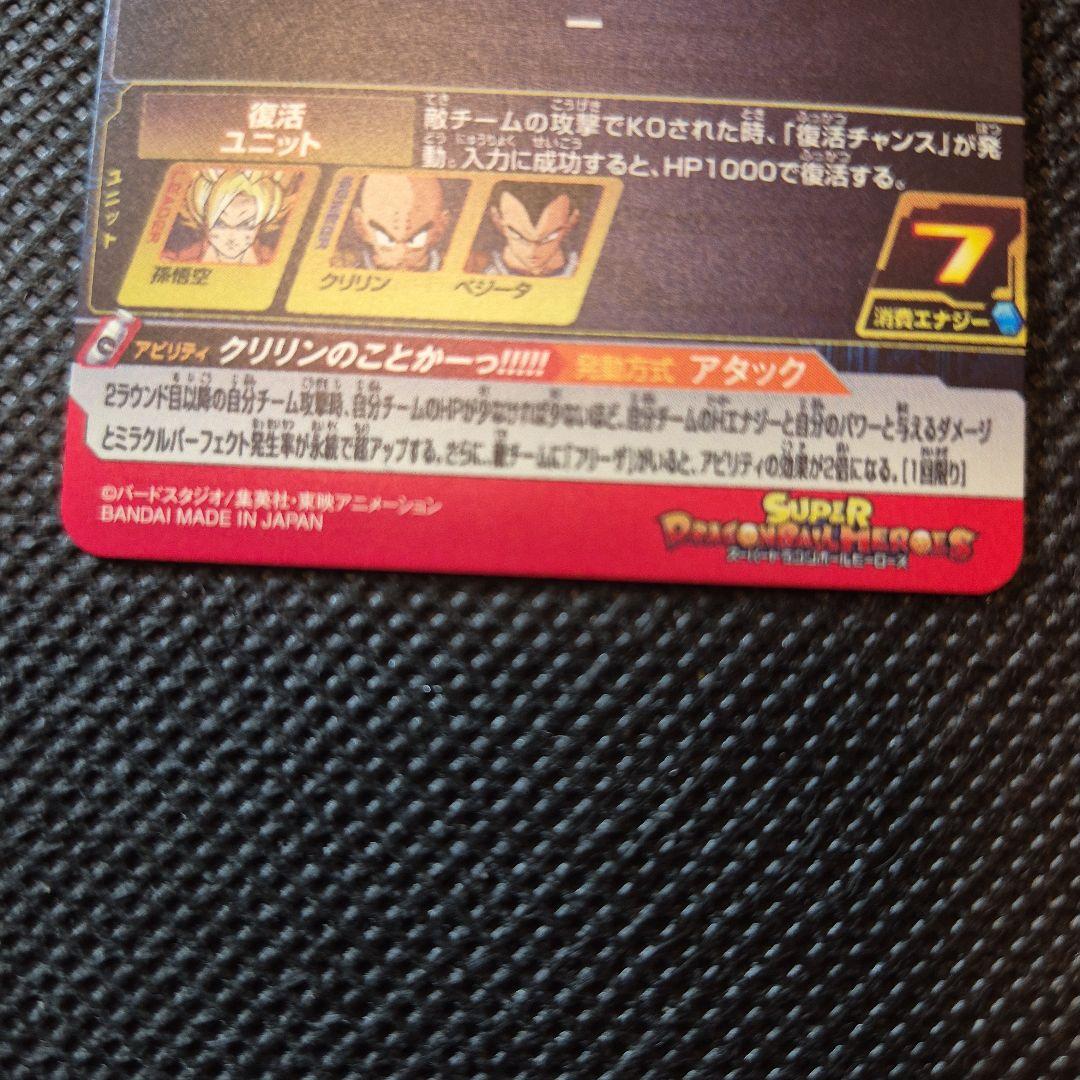 復活
ユニット
敵チームの攻撃でKOされた時、「復活チャンス」が発
動。入力に成功すると、HP1000で復活する。
ユニット
LEADER
孫悟空
MEMBER
クリリン
ベジータ
7
消費エナジー
アビリティ クリリンのことかーっ!!!!! 発動方式 アタック
2ラウンド目以降の自分チーム攻撃時、自分チームのHPが少なければ少ないほど、自分チームのHエナジーと自分のパワーと与えるダメージ
とミラクルパーフェクト発生率が永続で超アップする。さらに、敵チームに「フリーザ」がいると、アビリティの効果が2倍になる。[1回限り]
©バードスタジオ/集英社・東映アニメーション
BANDAI MADE IN JAPAN
SUPER
DRAGONBALL HEROES
スーパードラゴンボールヒーローズ